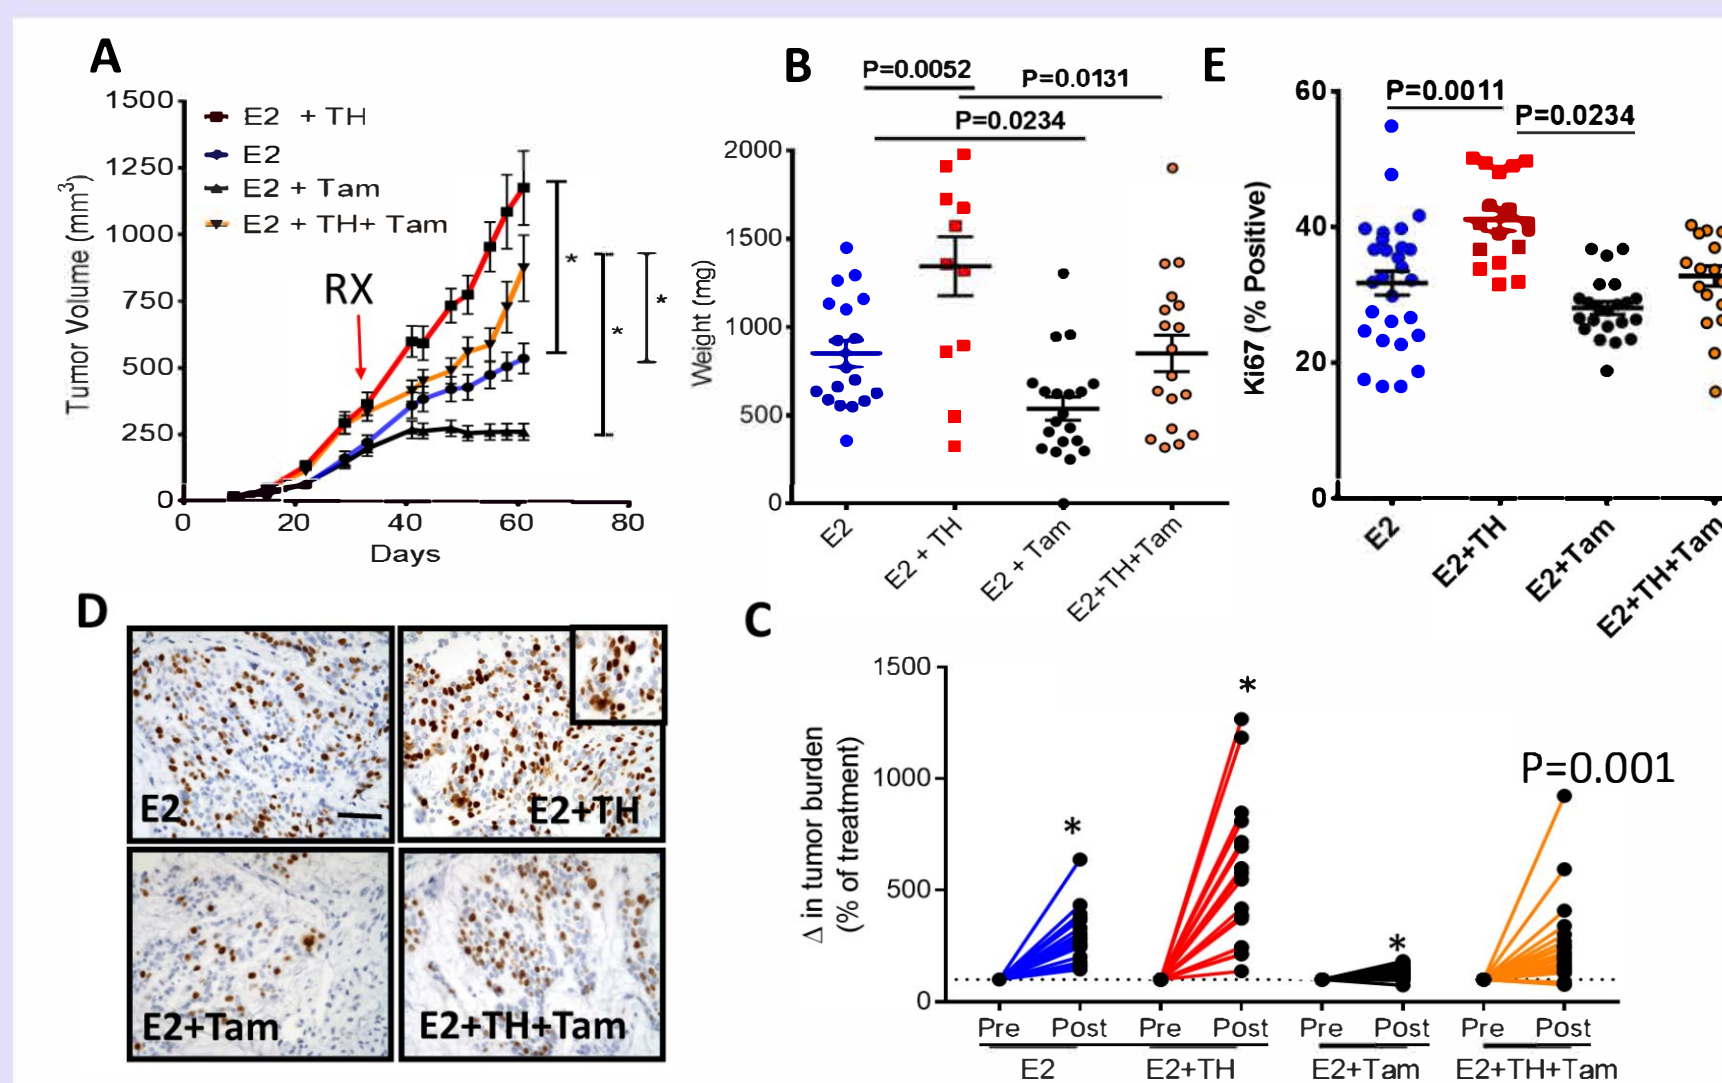 A
1500
1250
1000
750
500
250
0
0 20 40 60 80
Days
Tumor Volume (mm³)
E2 + TH
E2
E2 + Tam
E2 + TH+ Tam
RX
*
*
*
B
P=0.0052
P=0.0131
P=0.0234
2000
1500
1000
500
0
Weight (mg)
E2
E2 + TH
E2 + Tam
E2+TH+Tam
E
P=0.0011
P=0.0234
60
40
20
0
Ki67 (% Positive)
E2
E2+TH
E2+Tam
E2+TH+Tam
D
E2
E2+TH
E2+Tam
E2+TH+Tam
C
1500
1000
500
0
Δ in tumor burden
(% of treatment)
*
*
*
P=0.001
Pre Post Pre Post Pre Post Pre Post
E2 E2+TH E2+Tam E2+TH+Tam